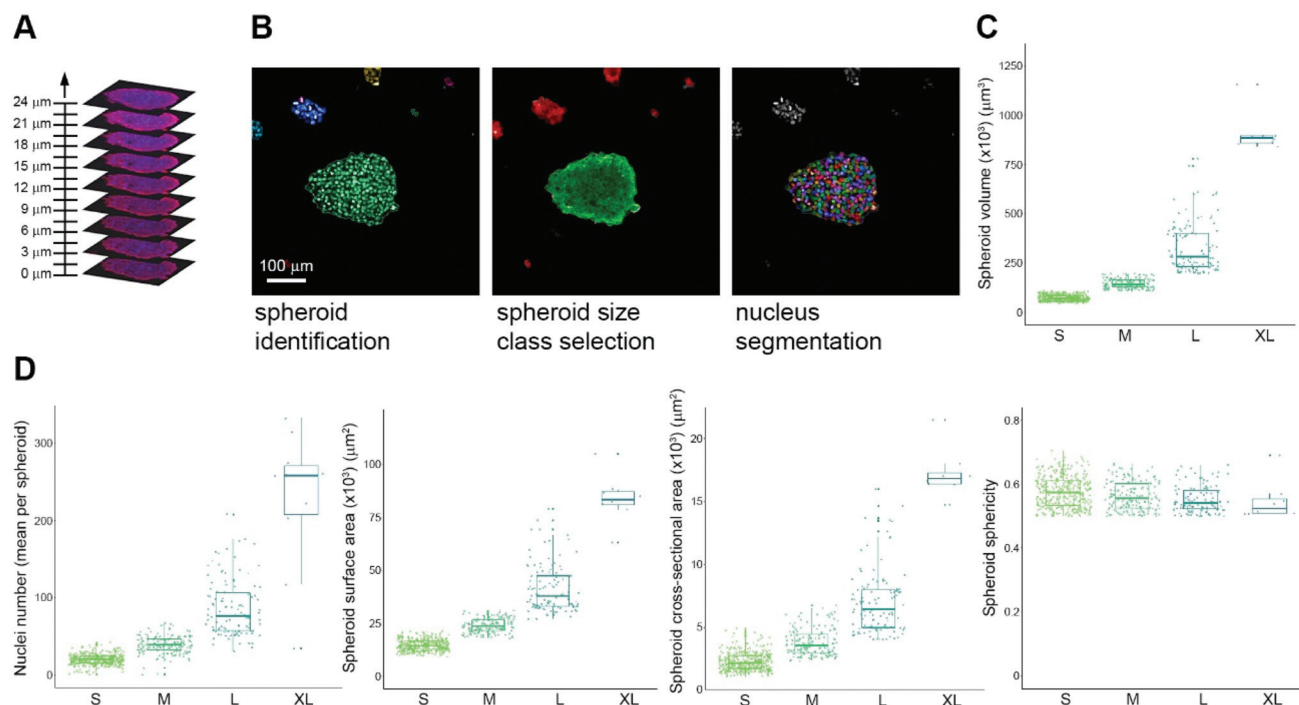 A
24 μm
21 μm
18 μm
15 μm
12 μm
9 μm
6 μm
3 μm
0 μm
B
100 μm
spheroid
identification
spheroid size
class selection
nucleus
segmentation
C
Spheroid volume (x10³) (μm³)
1250
1000
750
500
250
0
S M L XL
D
Nuclei number (mean per spheroid)
300
200
100
0
S M L XL
Spheroid surface area (x10³) (μm²)
100
75
50
25
0
S M L XL
Spheroid cross-sectional area (x10³) (μm²)
20
15
10
5
0
S M L XL
Spheroid sphericity
0.8
0.6
0.4
0.2
0
S M L XL